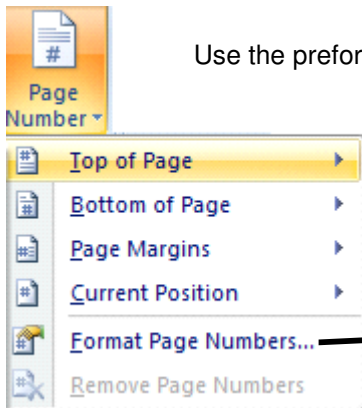 Use the prefor
Page
Number
Top of Page
Bottom of Page
Page Margins
Current Position
Format Page Numbers...
Remove Page Numbers